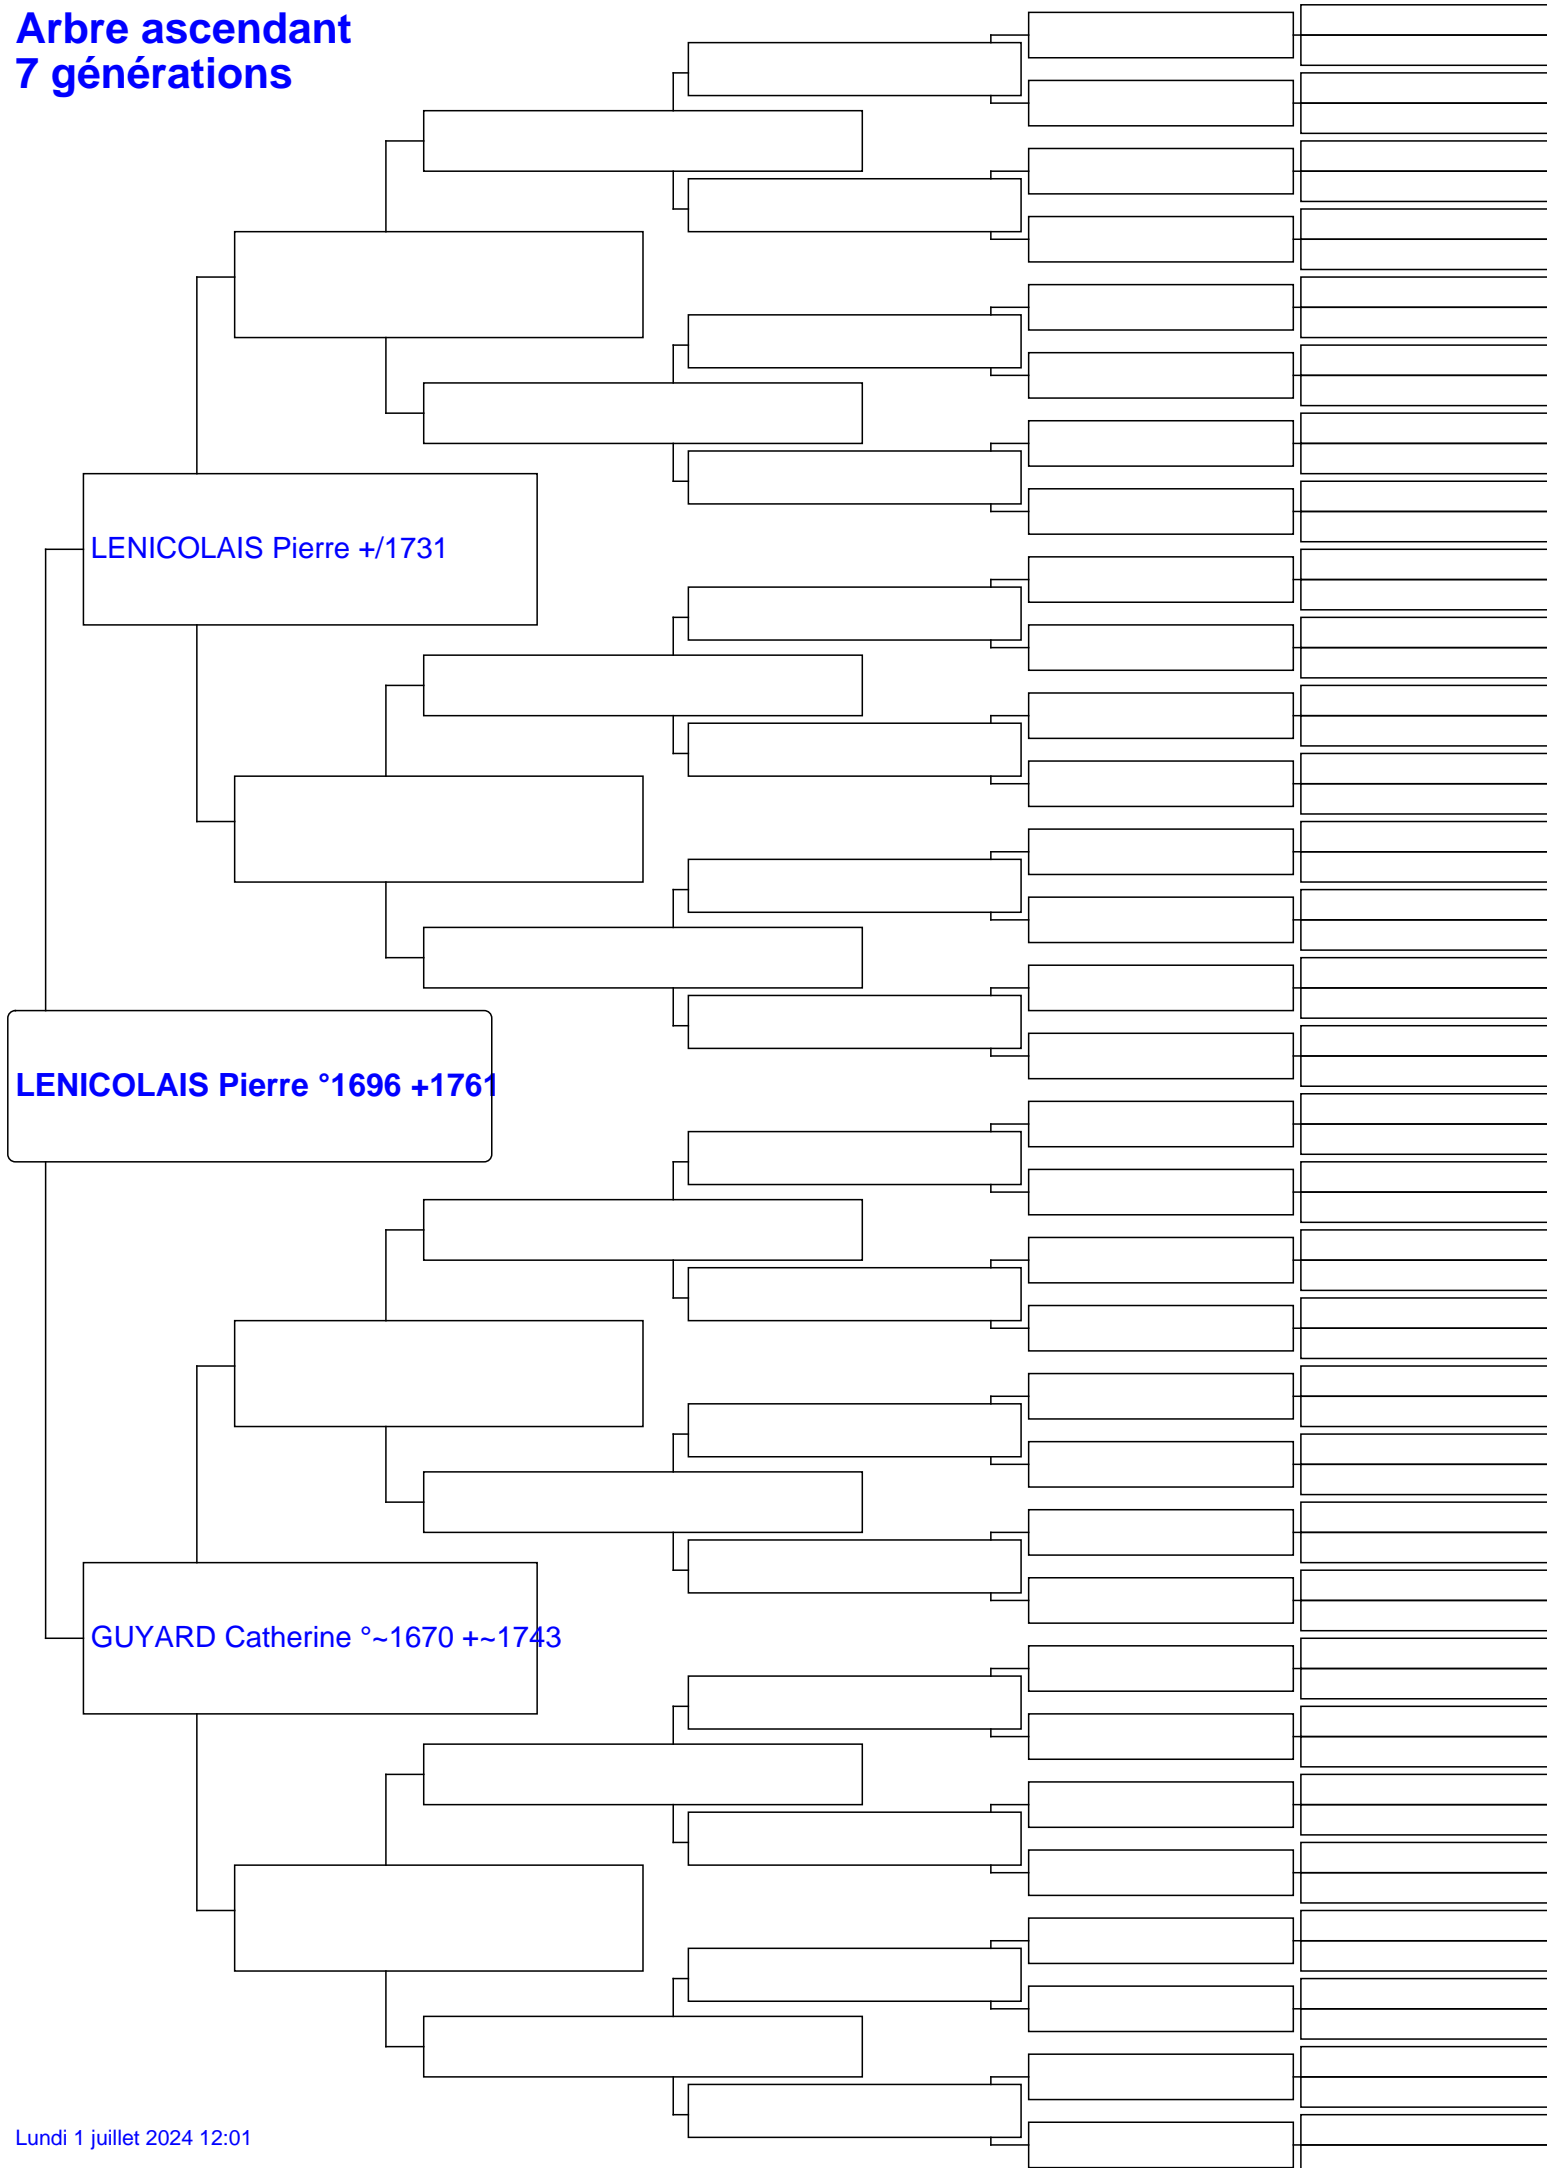 Arbre ascendant
7 générations
LENICOLAIS Pierre +/1731
LENICOLAIS Pierre °1696 +1761
GUYARD Catherine °~1670 +~1743
Lundi 1 juillet 2024 12:01